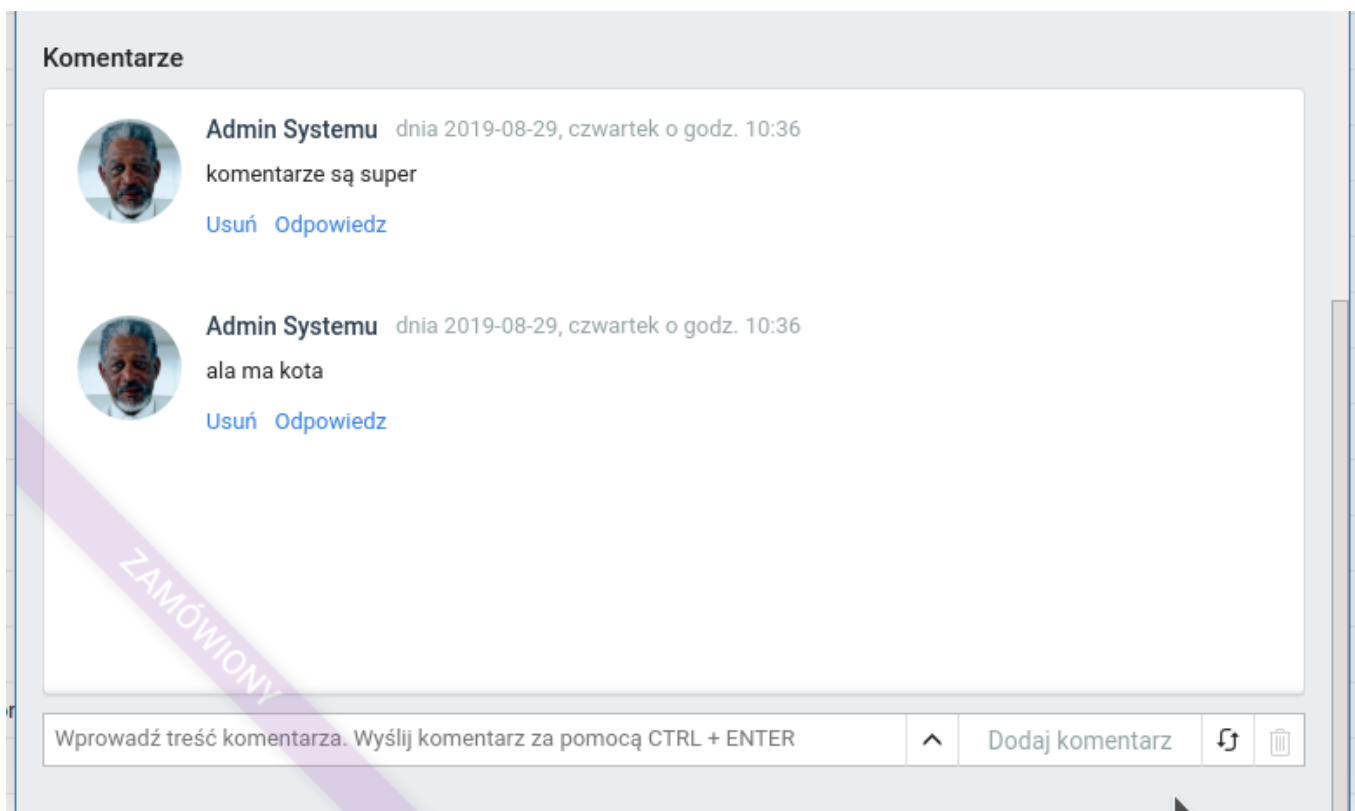 Komentarze
Admin Systemu dnia 2019-08-29, czwartek o godz. 10:36
komentarze są super
Usuń Odpowiedz
Admin Systemu dnia 2019-08-29, czwartek o godz. 10:36
ala ma kota
Usuń Odpowiedz
ZAMÓWIONY
Wprowadź treść komentarza. Wyślij komentarz za pomocą CTRL + ENTER
Dodaj komentarz